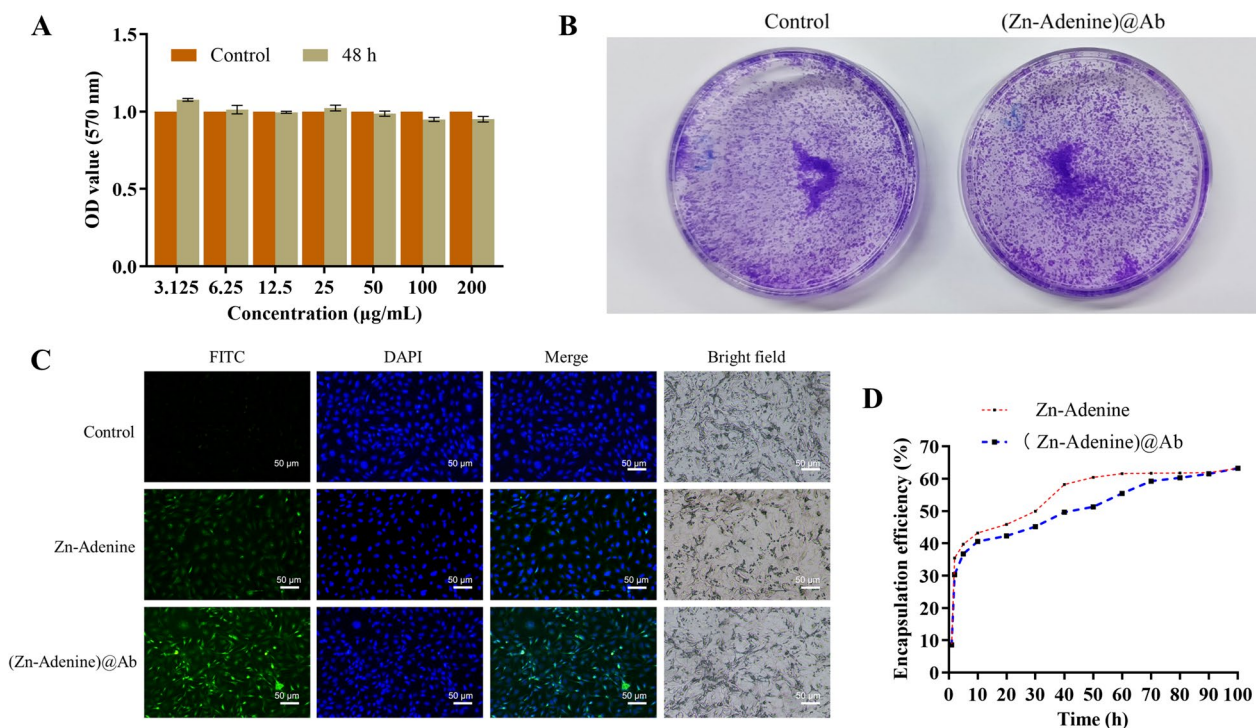 A
1.5
1.0
0.5
0.0
OD value (570 nm)
Control
48 h
3.125 6.25 12.5 25 50 100 200
Concentration (μg/mL)
B
Control (Zn-Adenine)@Ab
C
FITC DAPI Merge Bright field
Control
50 μm 50 μm 50 μm 50 μm
Zn-Adenine
50 μm 50 μm 50 μm 50 μm
(Zn-Adenine)@Ab
50 μm 50 μm 50 μm 50 μm
D
Zn-Adenine
( Zn-Adenine)@Ab
70
60
50
40
30
20
10
0
Encapsulation efficiency (%)
0 10 20 30 40 50 60 70 80 90 100
Time (h)